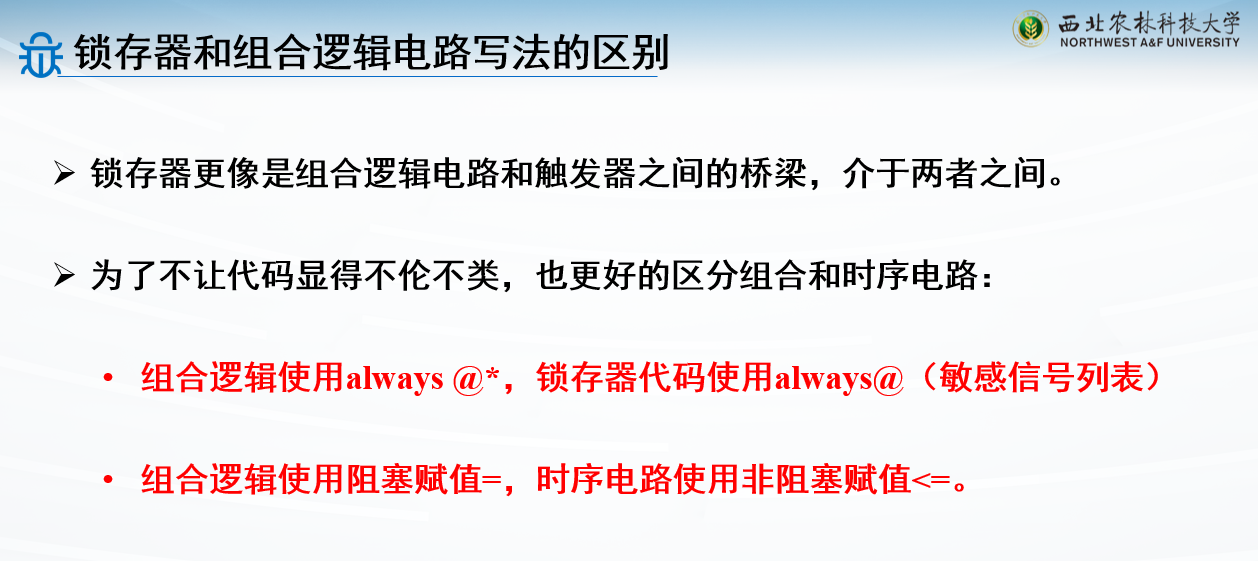 锁存器和组合逻辑电路写法的区别
西北农林科技大学
NORTHWEST A&F UNIVERSITY
➢ 锁存器更像是组合逻辑电路和触发器之间的桥梁，介于两者之间。
➢ 为了不让代码显得不伦不类，也更好的区分组合和时序电路：
• 组合逻辑使用always @*，锁存器代码使用always@（敏感信号列表）
• 组合逻辑使用阻塞赋值=，时序电路使用非阻塞赋值<=。